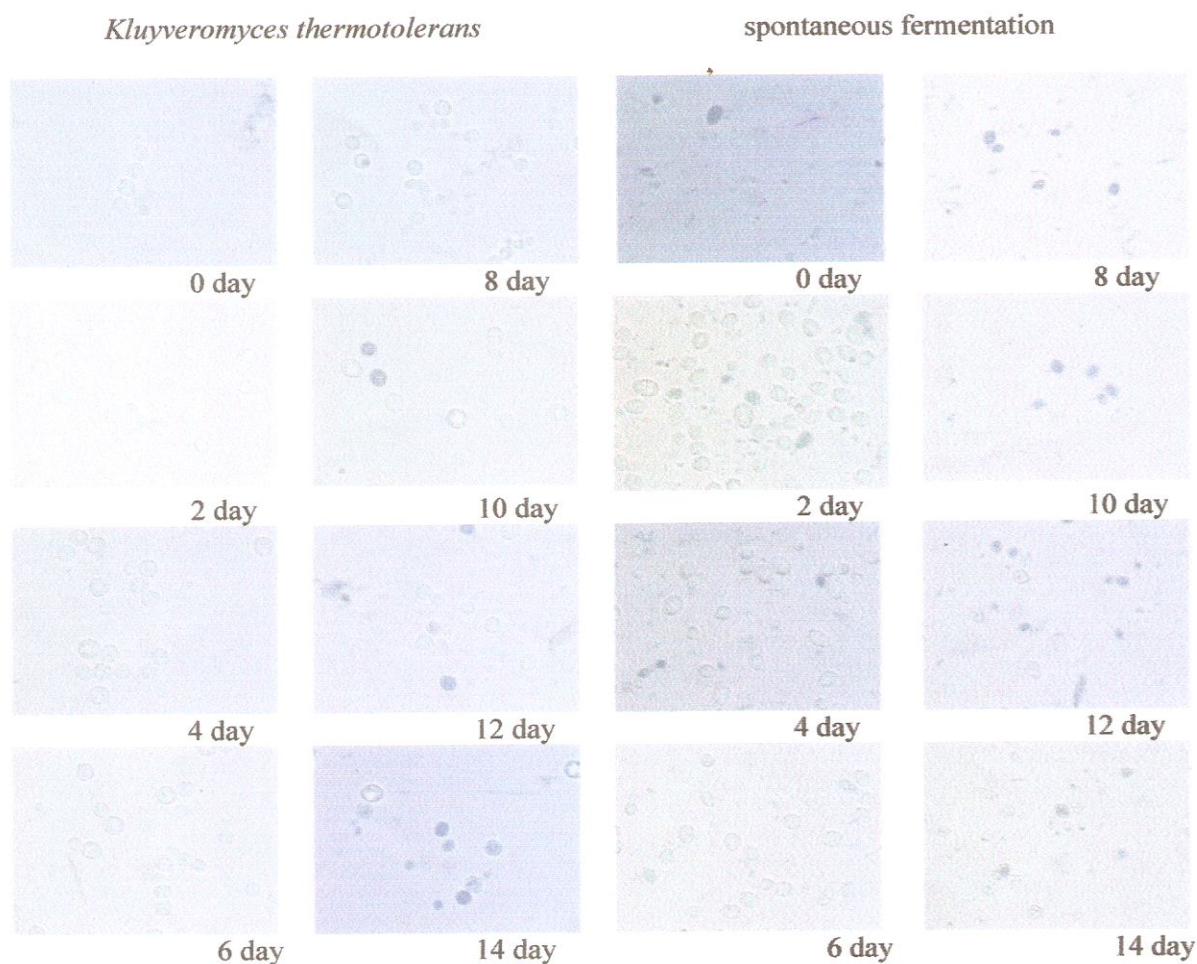 Kluyveromyces thermotolerans
spontaneous fermentation
0 day
8 day
0 day
8 day
2 day
10 day
2 day
10 day
4 day
12 day
4 day
12 day
6 day
14 day
6 day
14 day